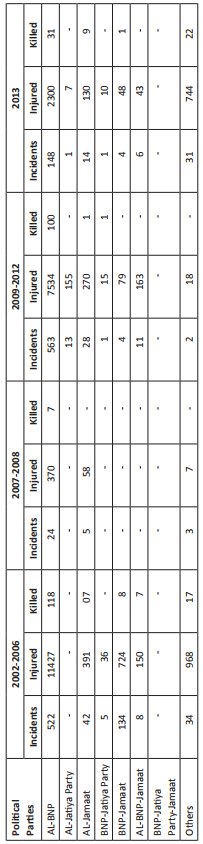 Political Parties | 2002-2006 | 2007-2008 | 2009-2012 | 2013
Incidents | Injured | Killed | Incidents | Injured | Killed | Incidents | Injured | Killed | Incidents | Injured | Killed
AL-BNP | 522 | 11427 | 118 | 24 | 370 | 7 | 563 | 7534 | 100 | 148 | 2300 | 31
AL-Jatiya Party | - | - | - | - | - | - | 13 | 155 | - | 1 | 7 | -
AL-Jamaat | 42 | 391 | 07 | 5 | 58 | - | 28 | 270 | 1 | 14 | 130 | 9
BNP-Jatiya Party | 5 | 36 | - | - | - | - | 1 | 15 | 1 | 1 | 10 | -
BNP-Jamaat | 134 | 724 | 8 | - | - | - | 4 | 79 | - | 4 | 48 | 1
AL-BNP-Jamaat | 8 | 150 | 7 | - | - | - | 11 | 163 | - | 6 | 43 | -
BNP-Jatiya Party-Jamaat | - | - | - | - | - | - | - | - | - | - | - | -
Others | 34 | 968 | 17 | 3 | 7 | - | 2 | 18 | - | 31 | 744 | 22